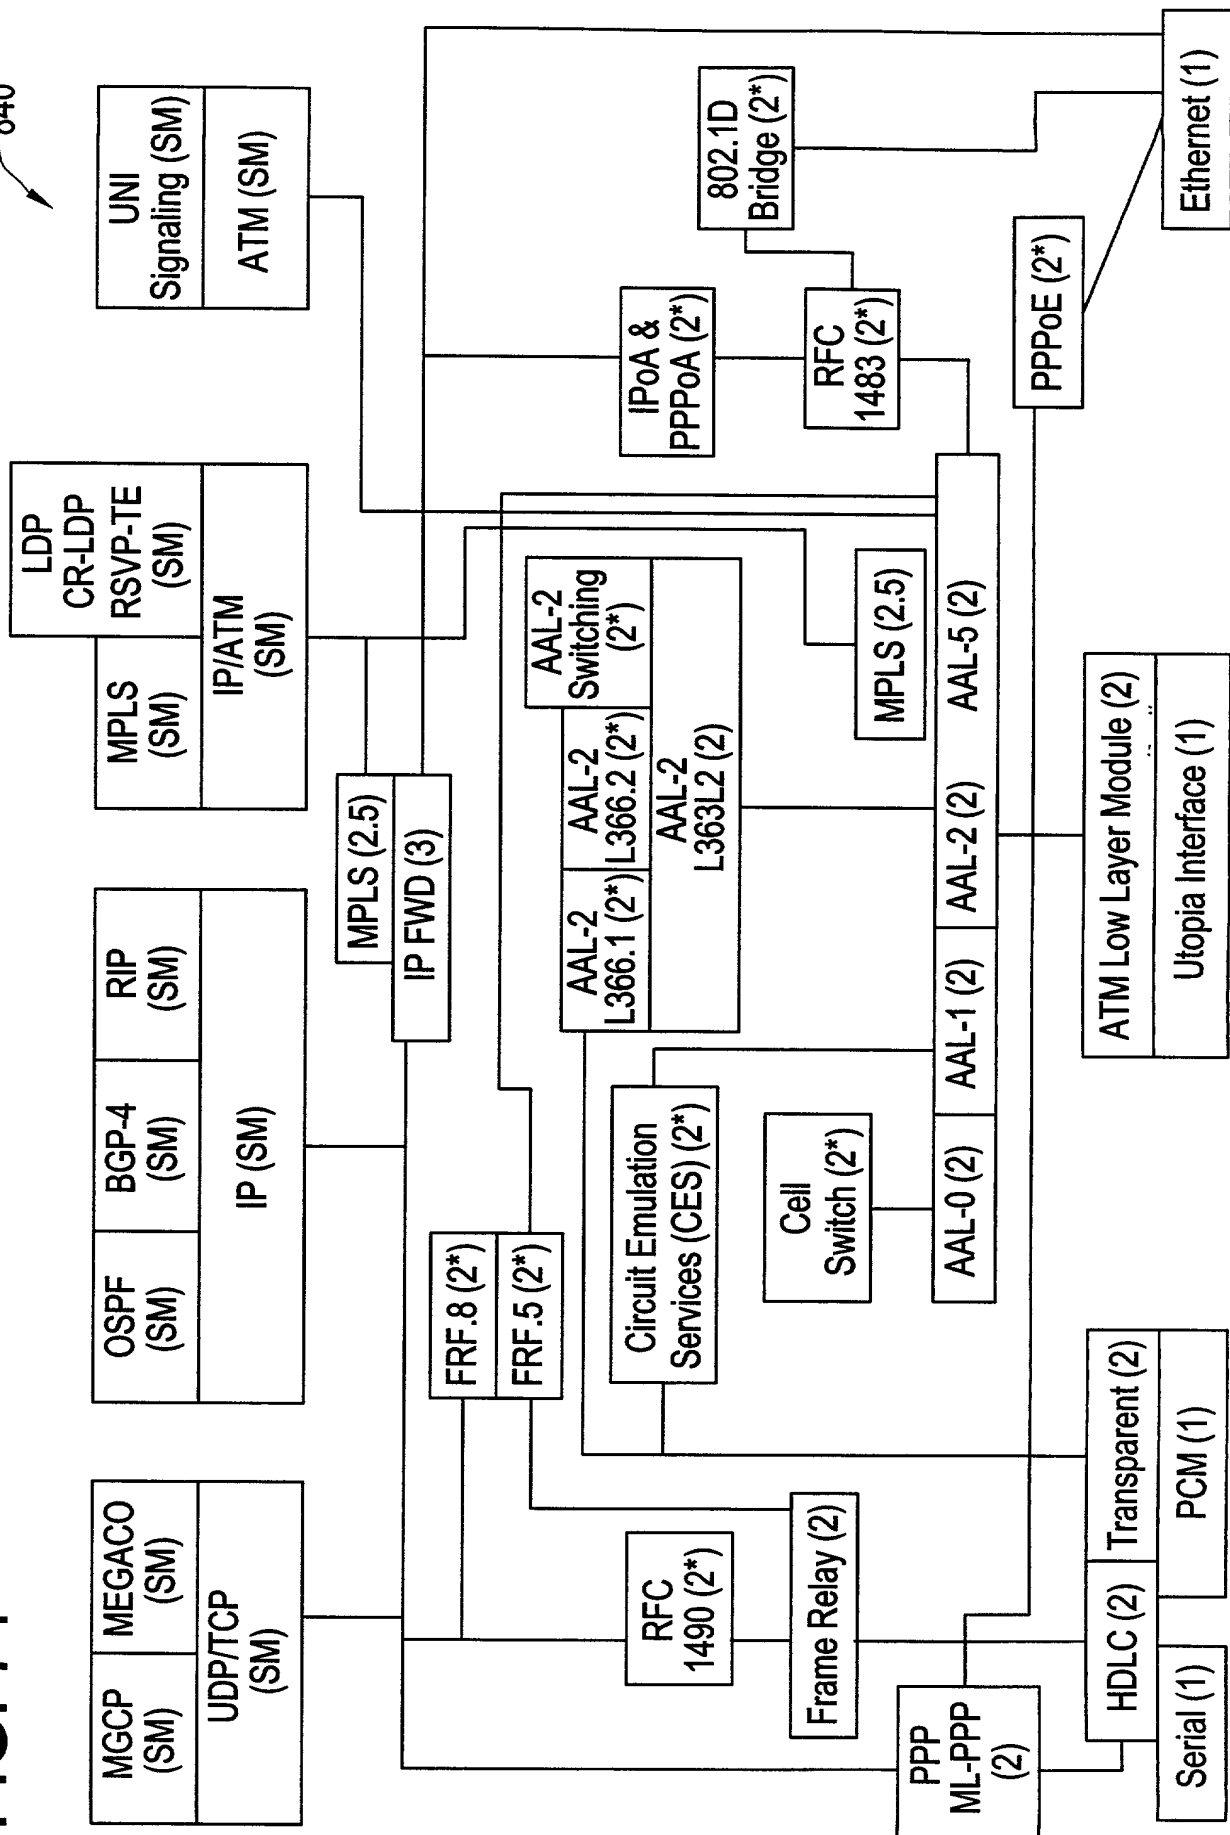 MGCP
(SM)
MEGACO
(SM)
UDP/TCP
(SM)
OSPF
(SM)
BGP-4
(SM)
RIP
(SM)
IP (SM)
MPLS
(SM)
LDP
CR-LDP
RSVP-TE
(SM)
IP/ATM
(SM)
UNI
Signaling (SM)
ATM (SM)
MPLS (2.5)
IP FWD (3)
FRF.8 (2*)
FRF.5 (2*)
RFC
1490 (2*)
Circuit Emulation
Services (CES) (2*)
AAL-2
L366.1 (2*)
AAL-2
L366.2 (2*)
AAL-2
Switching
(2*)
AAL-2
L363L2 (2)
IPoA &
PPPoA (2*)
802.1D
Bridge (2*)
Frame Relay (2)
Cell
Switch (2*)
MPLS (2.5)
RFC
1483 (2*)
PPP
ML-PPP
(2)
AAL-0 (2)
AAL-1 (2)
AAL-2 (2)
AAL-5 (2)
PPPoE (2*)
HDLC (2)
Transparent (2)
ATM Low Layer Module (2)
Serial (1)
PCM (1)
Utopia Interface (1)
Ethernet (1)